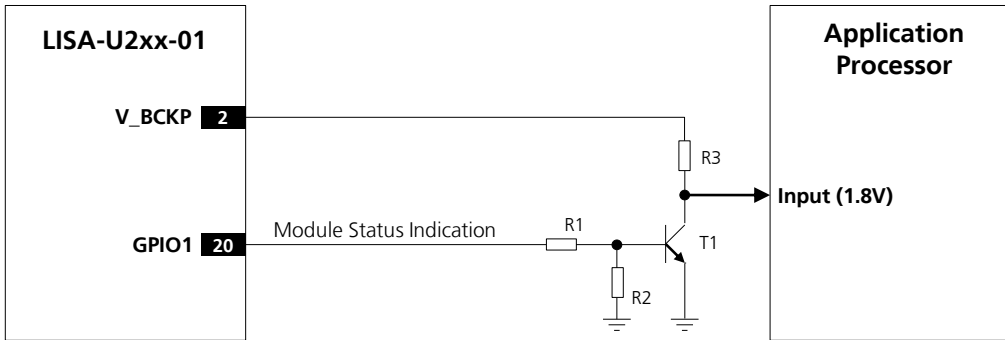 LISA-U2xx-01
Application
Processor
V_BCKP 2
R3
Input (1.8V)
Module Status Indication
R1
GPIO1 20
T1
R2